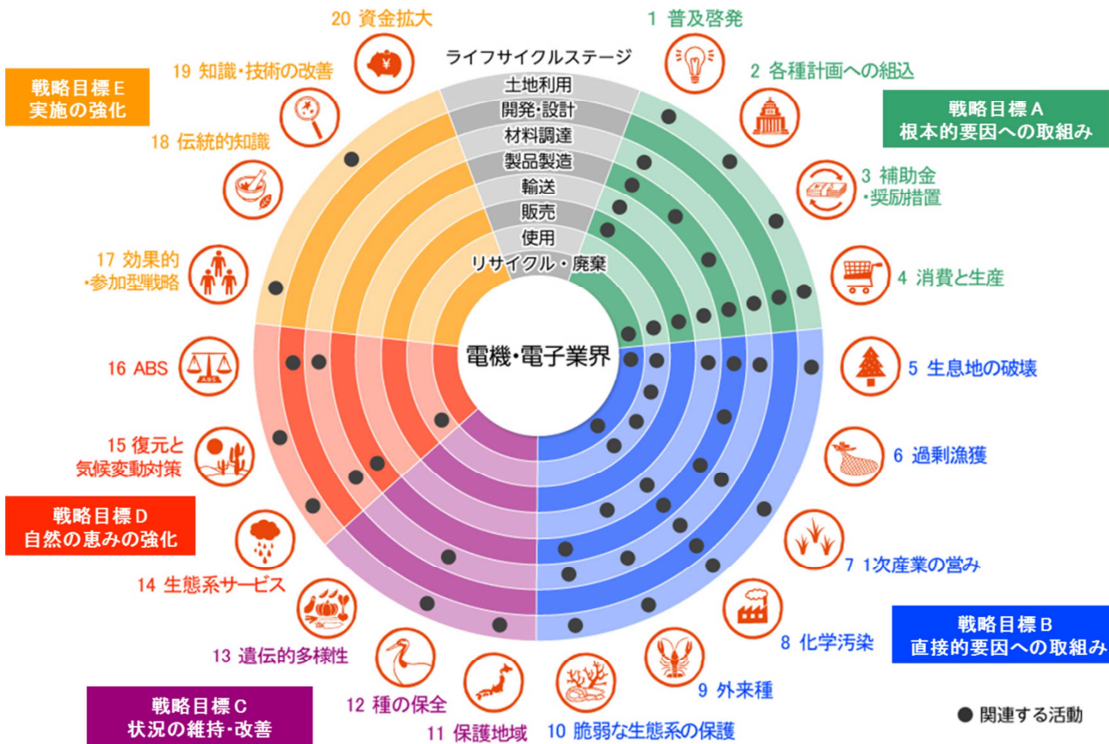 20 資金拡大
1 普及啓発
ライフサイクルステージ
19 知識・技術の改善
2 各種計画への組込
戦略目標E
実施の強化
土地利用
開発・設計
材料調達
製品製造
輸送
販売
使用
リサイクル・廃棄
戦略目標A
根本的要因への取組み
18 伝統的知識
3 補助金
・奨励措置
17 効果的
・参加型戦略
4 消費と生産
電機・電子業界
16 ABS
ABS
5 生息地の破壊
15 復元と
気候変動対策
6 過剰漁獲
戦略目標D
自然の恵みの強化
14 生態系サービス
7 1次産業の営み
13 遺伝的多様性
8 化学汚染
戦略目標B
直接的要因への取組み
12 種の保全
9 外来種
戦略目標C
状況の維持・改善
11 保護地域
10 脆弱な生態系の保護
● 関連する活動